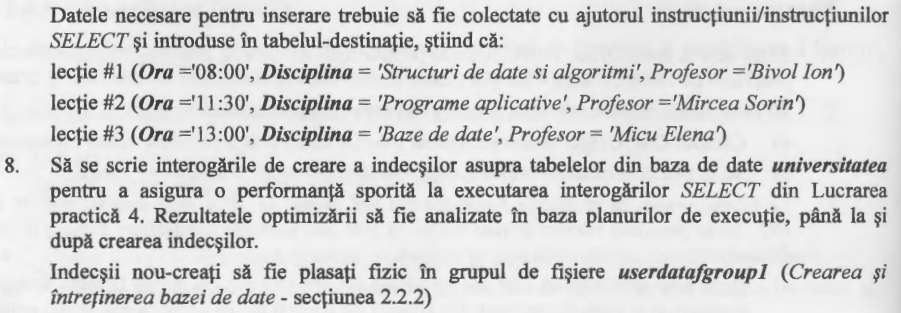 Datele necesare pentru inserare trebuie să fie colectate cu ajutorul instrucțiunii/instrucțiunilor
SELECT și introduse în tabelul-destinație, știind că:
lecție #1 (Ora ='08:00', Disciplina = 'Structuri de date si algoritmi', Profesor ='Bivol Ion')
lecție #2 (Ora ='11:30', Disciplina = 'Programe aplicative', Profesor ='Mircea Sorin')
lecție #3 (Ora ='13:00', Disciplina = 'Baze de date', Profesor = 'Micu Elena')
8. Să se scrie interogările de creare a indecșilor asupra tabelelor din baza de date universitatea
pentru a asigura o performanță sporită la executarea interogărilor SELECT din Lucrarea
practică 4. Rezultatele optimizării să fie analizate în baza planurilor de execuție, până la și
după crearea indecșilor.
Indecșii nou-creați să fie plasați fizic în grupul de fișiere userdatafgroup1 (Crearea și
întreținerea bazei de date - secțiunea 2.2.2)